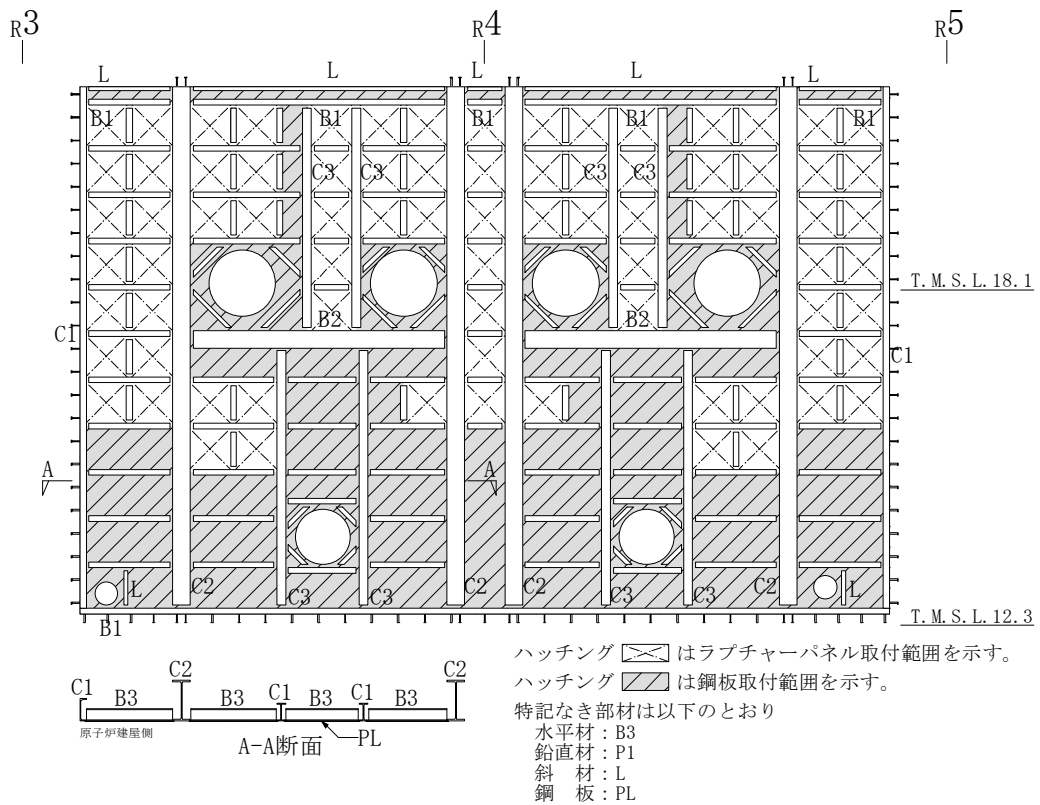 R3 R4 R5
L L L L L
B1 B1 B1 B1 B1
C3 C3 C3 C3
T.M.S.L.18.1
B2 B2
C1 C1
A A
L C2 C3 C3 C2 C2 C3 C3 C2 L
B1
T.M.S.L.12.3
ハッチング はラプチャーパネル取付範囲を示す。
ハッチング は鋼板取付範囲を示す。
特記なき部材は以下のとおり
水平材：B3
鉛直材：P1
斜　材：L
鋼　板：PL
C2 C2
C1 B3 B3 C1 B3 C1 B3
原子炉建屋側
A-A断面
PL